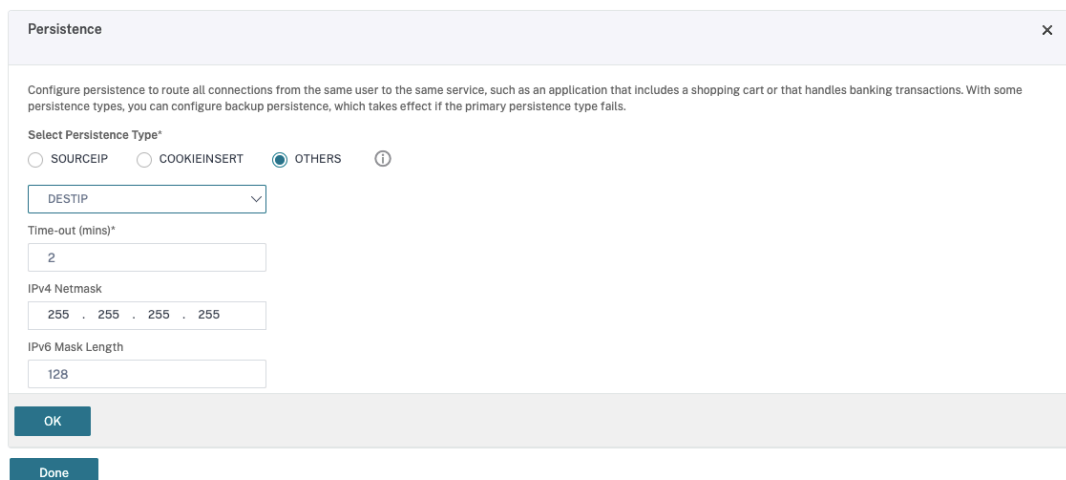 Persistence
Configure persistence to route all connections from the same user to the same service, such as an application that includes a shopping cart or that handles banking transactions. With some
persistence types, you can configure backup persistence, which takes effect if the primary persistence type fails.
Select Persistence Type*
SOURCEIP COOKIEINSERT OTHERS
DESTIP
Time-out (mins)*
2
IPv4 Netmask
255 . 255 . 255 . 255
IPv6 Mask Length
128
OK
Done